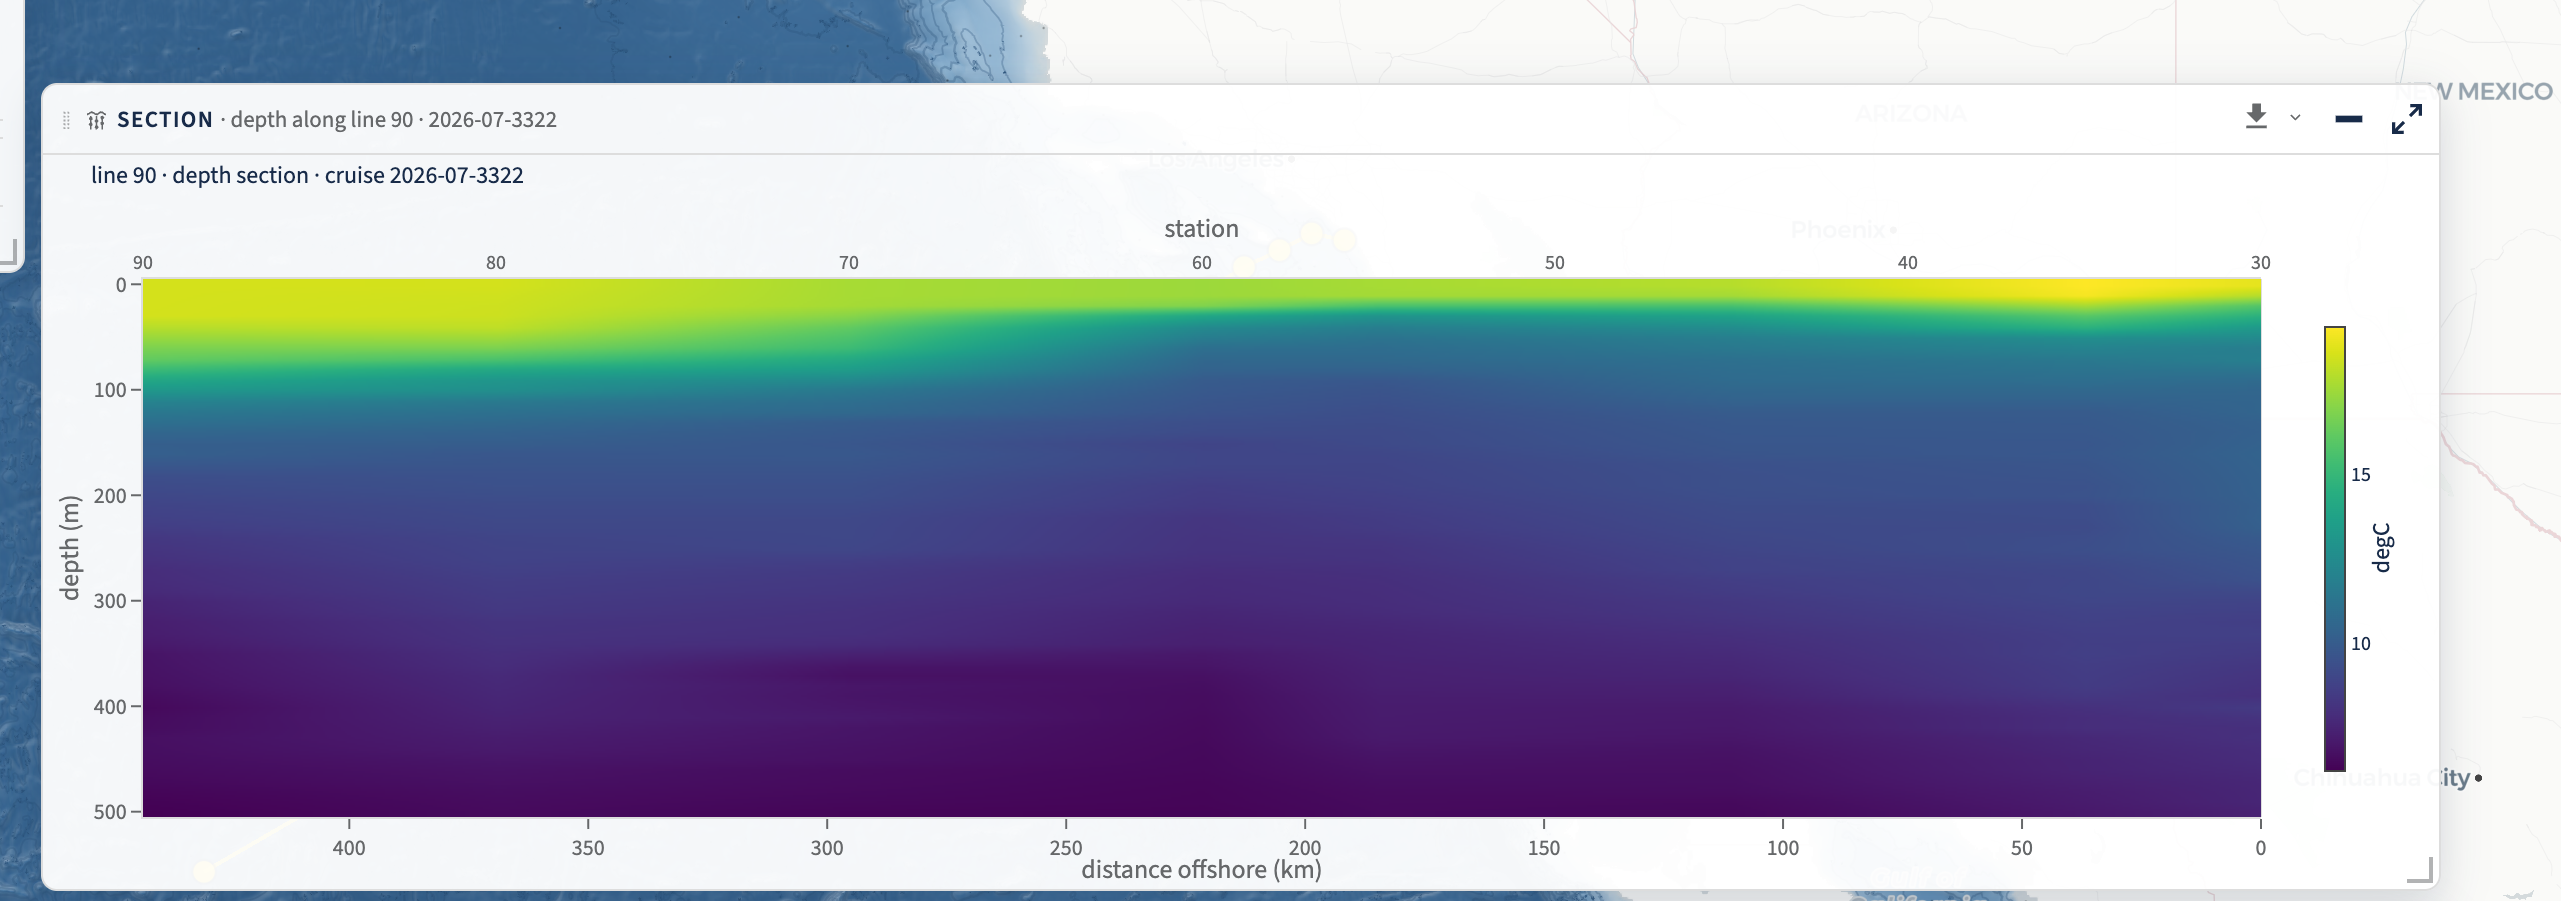 NEW MEXICO
SECTION · depth along line 90 · 2026-07-3322
ARIZONA
Los Angeles
line 90 · depth section · cruise 2026-07-3322
station
Phoenix
90 80 70 60 50 40 30
0
100
200
300
400
500
depth (m)
15
10
degC
Chihuahua City
400 350 300 250 200 150 100 50 0
distance offshore (km)